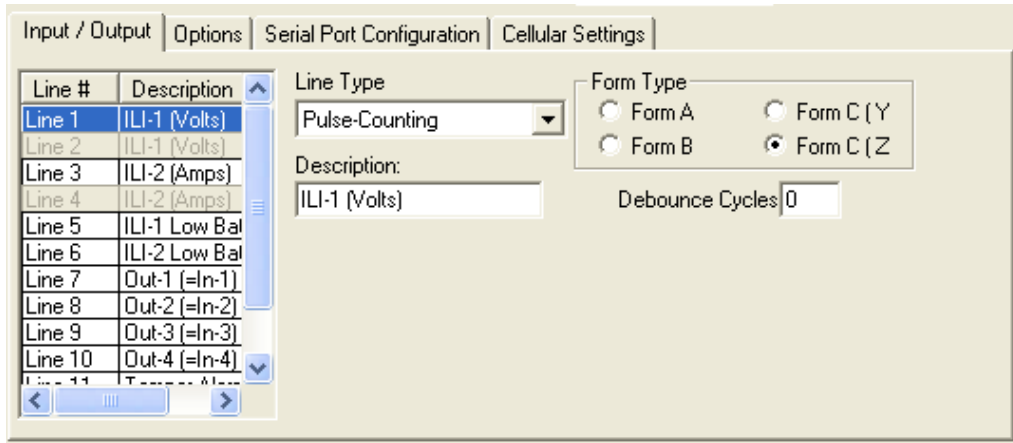 Input / Output Options Serial Port Configuration Cellular Settings
Line # Description
Line 1 ILI-1 (Volts)
Line 2 ILI-1 (Volts)
Line 3 ILI-2 (Amps)
Line 4 ILI-2 (Amps)
Line 5 ILI-1 Low Bat
Line 6 ILI-2 Low Bat
Line 7 Out-1 (=In-1)
Line 8 Out-2 (=In-2)
Line 9 Out-3 (=In-3)
Line 10 Out-4 (=In-4)
Line 11
Line Type
Pulse-Counting
Description:
ILI-1 (Volts)
Form Type
Form A Form C ( Y
Form B Form C ( Z
Debounce Cycles 0